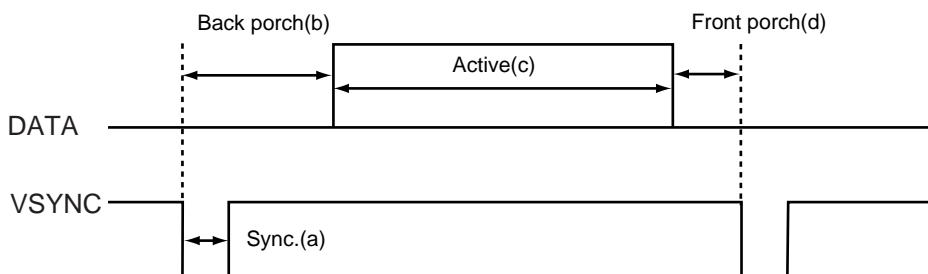 Back porch(b)
Front porch(d)
Active(c)
DATA
VSYNC
Sync.(a)